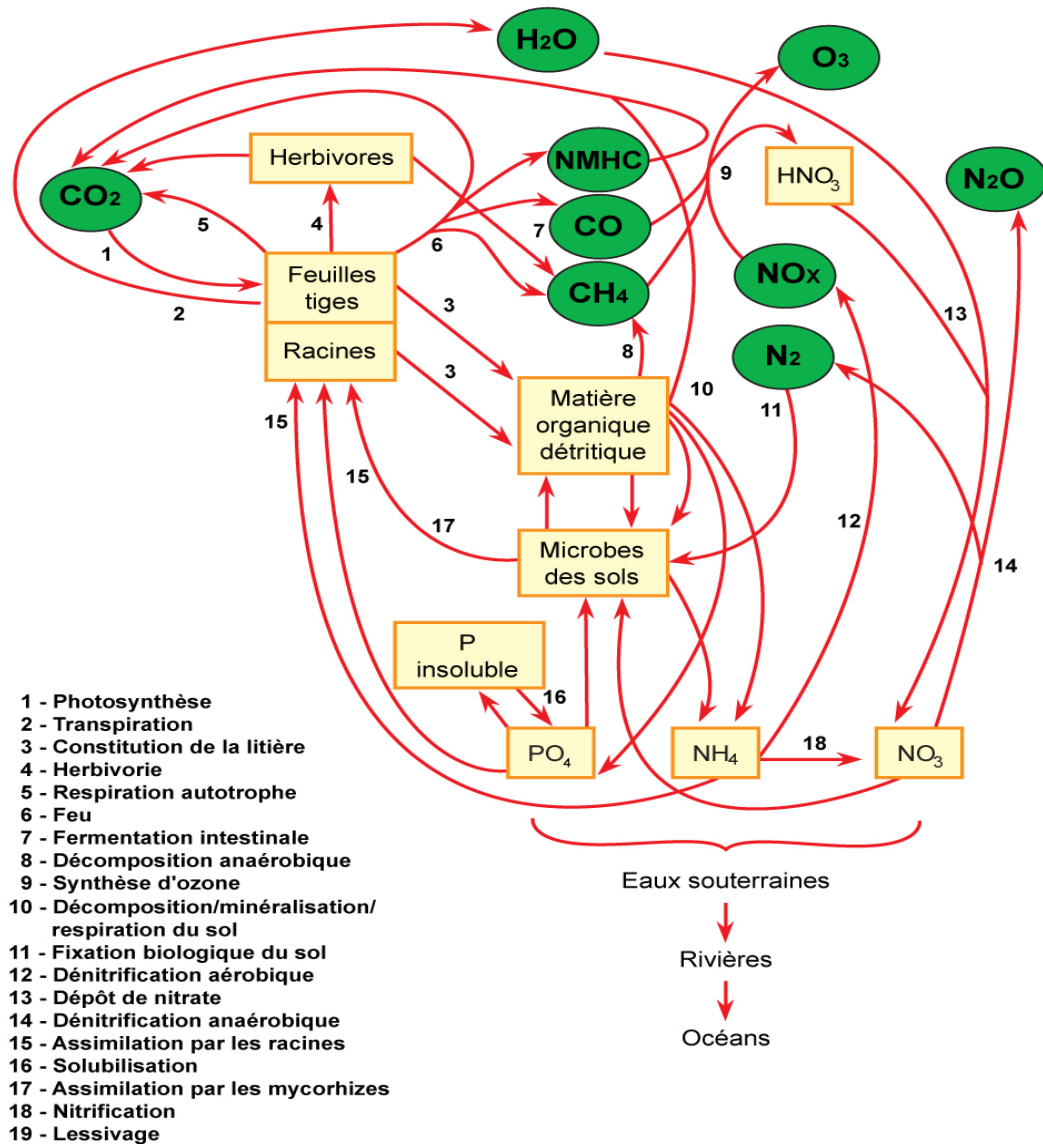 H2O
O3
Herbivores
NMHC
9
HNO3
N2O
CO2
5
4
6
7
CO
1
Feuilles
tiges
CH4
NOx
2
3
13
Racines
8
N2
3
10
11
15
Matière
organique
détritique
15
17
12
Microbes
des sols
14
P
insoluble
16
18
PO4
NH4
NO3
1 - Photosynthèse
2 - Transpiration
3 - Constitution de la litière
4 - Herbivorie
5 - Respiration autotrophe
6 - Feu
7 - Fermentation intestinale
8 - Décomposition anaérobique
9 - Synthèse d'ozone
10 - Décomposition/minéralisation/
respiration du sol
11 - Fixation biologique du sol
12 - Dénitrification aérobique
13 - Dépôt de nitrate
14 - Dénitrification anaérobique
15 - Assimilation par les racines
16 - Solubilisation
17 - Assimilation par les mycorhizes
18 - Nitrification
19 - Lessivage
Eaux souterraines
Rivières
Océans